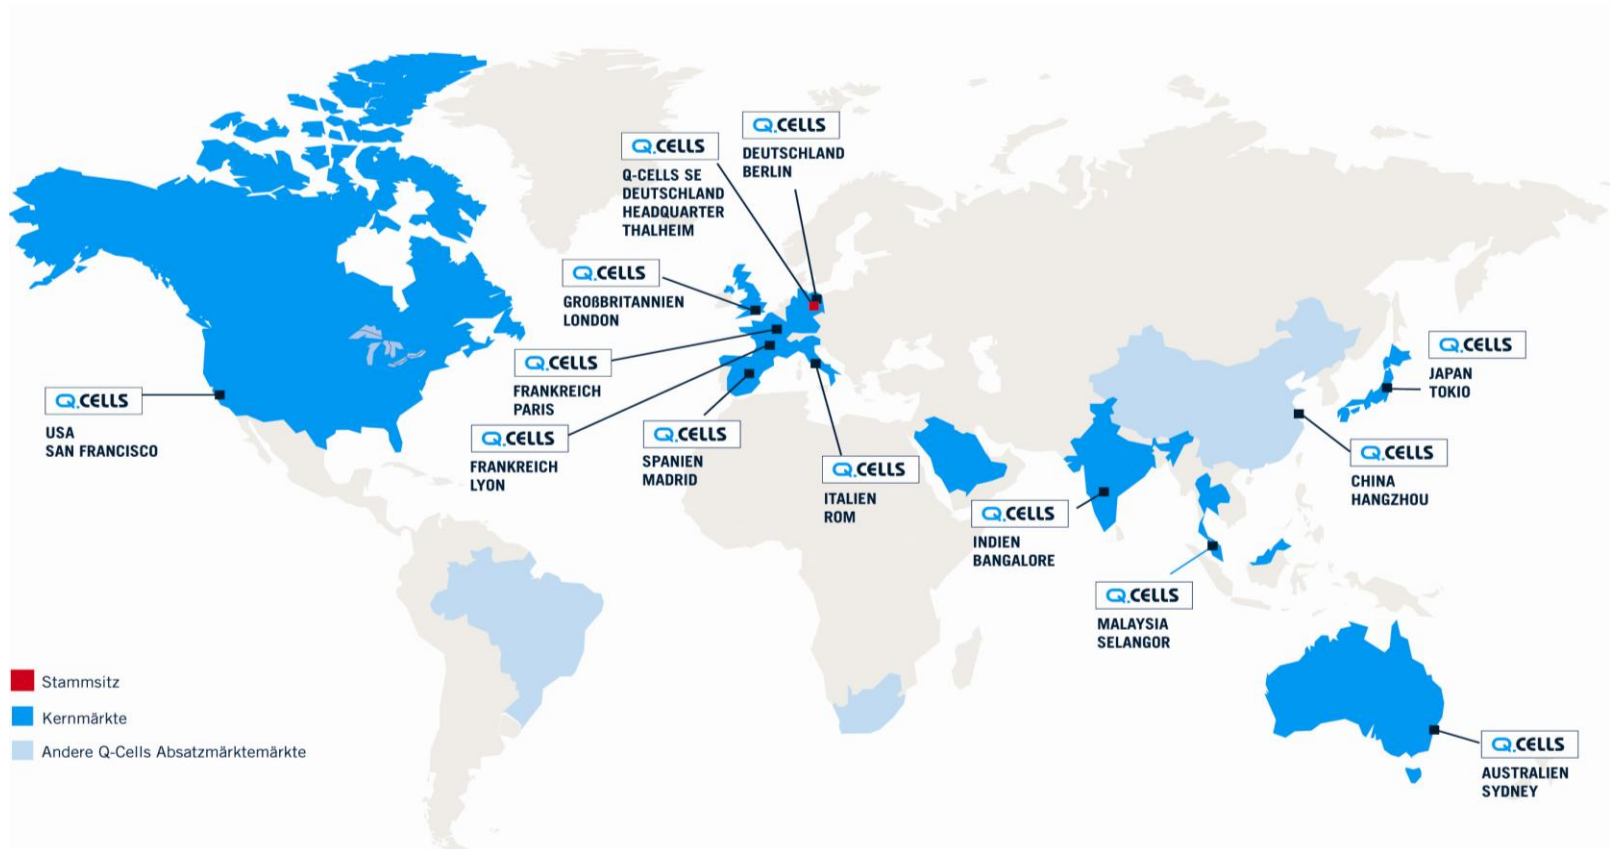 Q.CELLS
DEUTSCHLAND
BERLIN
Q.CELLS
Q-CELLS SE
DEUTSCHLAND
HEADQUARTER
THALHEIM
Q.CELLS
GROßBRITANNIEN
LONDON
Q.CELLS
FRANKREICH
PARIS
Q.CELLS
FRANKREICH
LYON
Q.CELLS
USA
SAN FRANCISCO
Q.CELLS
SPANIEN
MADRID
Q.CELLS
ITALIEN
ROM
Q.CELLS
JAPAN
TOKIO
Q.CELLS
CHINA
HANGZHOU
Q.CELLS
INDIEN
BANGALORE
Q.CELLS
MALAYSIA
SELANGOR
Q.CELLS
AUSTRALIEN
SYDNEY
Stammsitz
Kernmärkte
Andere Q-Cells Absatzmärktemärkte